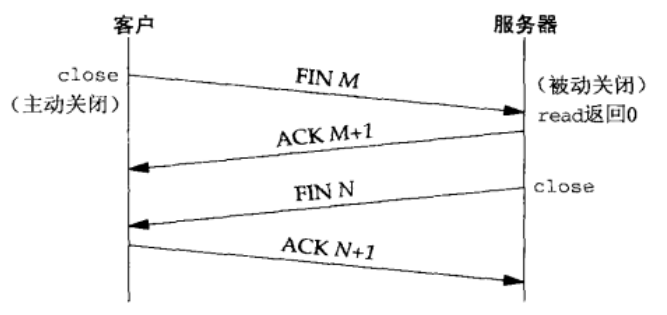 客户
服务器
close
（主动关闭）
FIN M
（被动关闭）
read返回0
ACK M+1
FIN N
close
ACK N+1